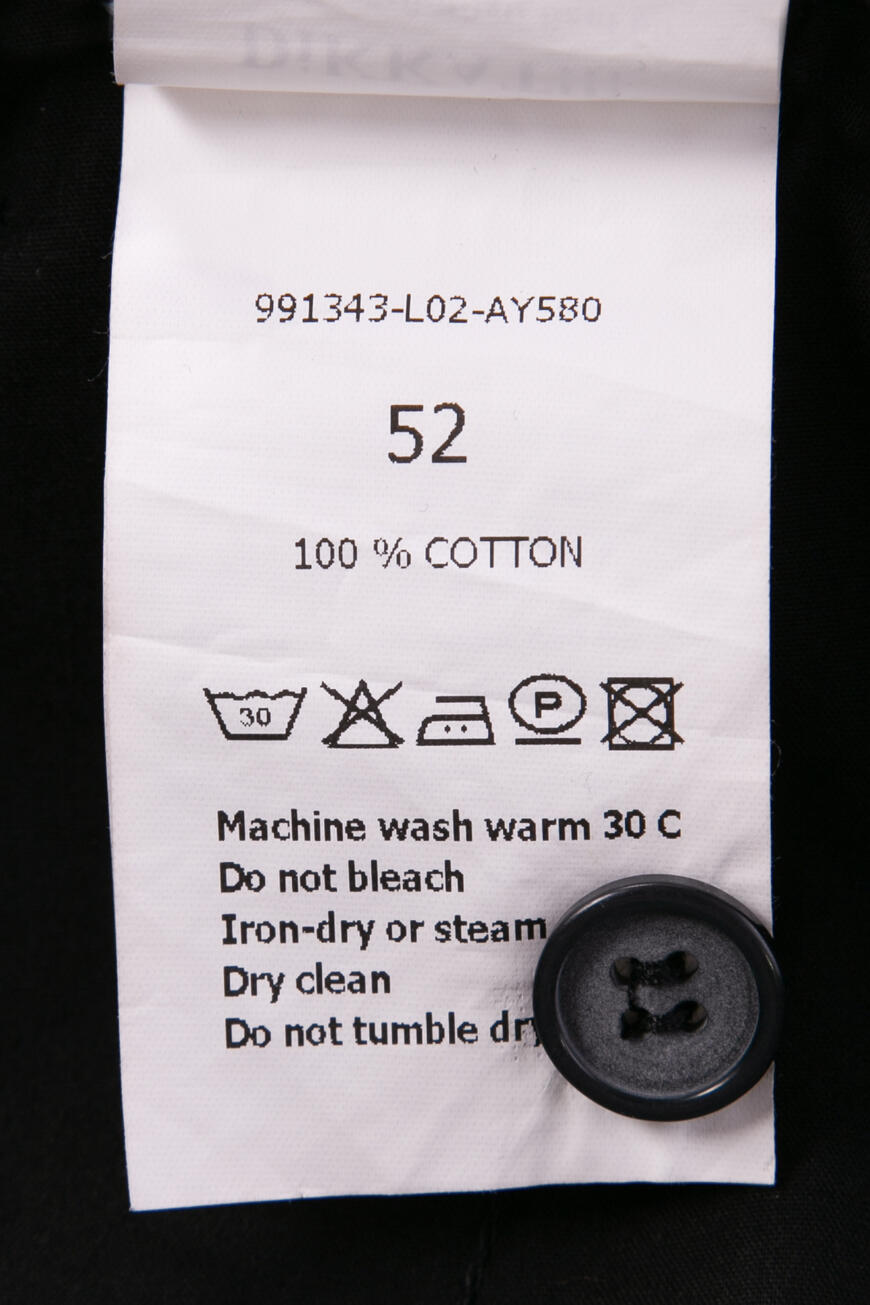 991343-L02-AY580
52
100 % COTTON
30
P
Machine wash warm 30 C
Do not bleach
Iron-dry or steam
Dry clean
Do not tumble dry